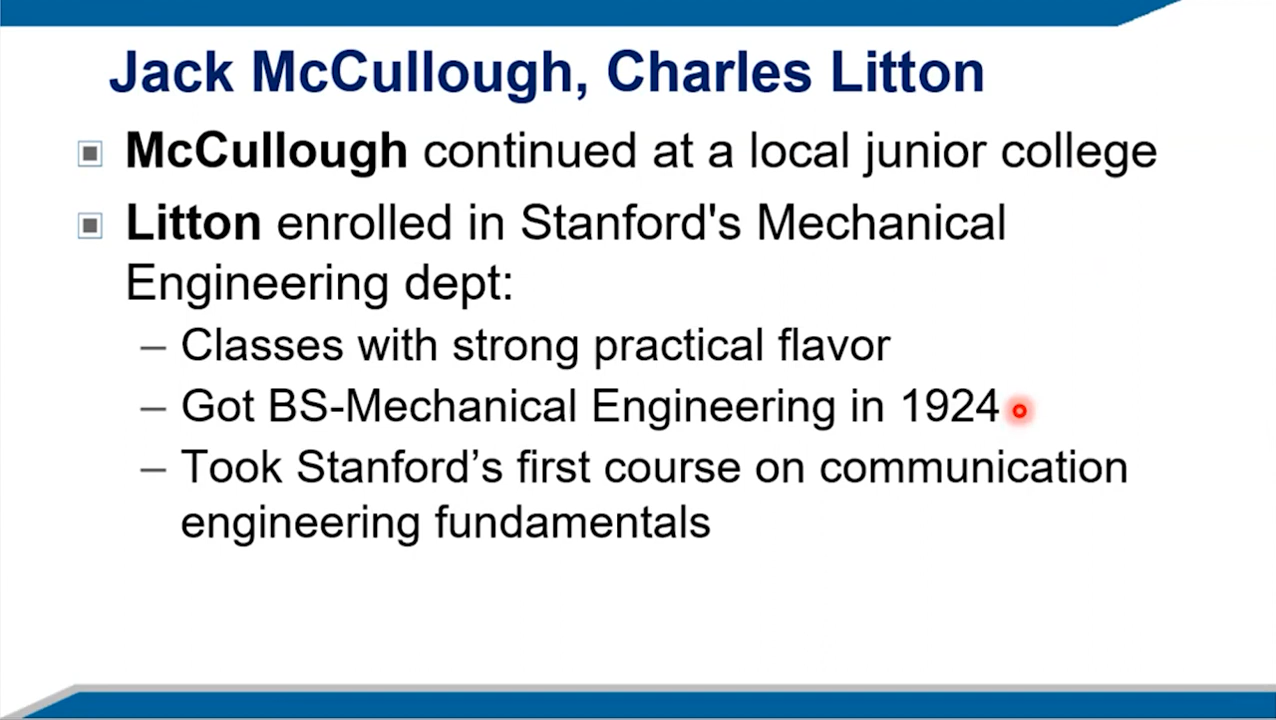 Jack McCullough, Charles Litton
McCullough continued at a local junior college
Litton enrolled in Stanford's Mechanical
Engineering dept:
– Classes with strong practical flavor
– Got BS-Mechanical Engineering in 1924
– Took Stanford’s first course on communication
engineering fundamentals